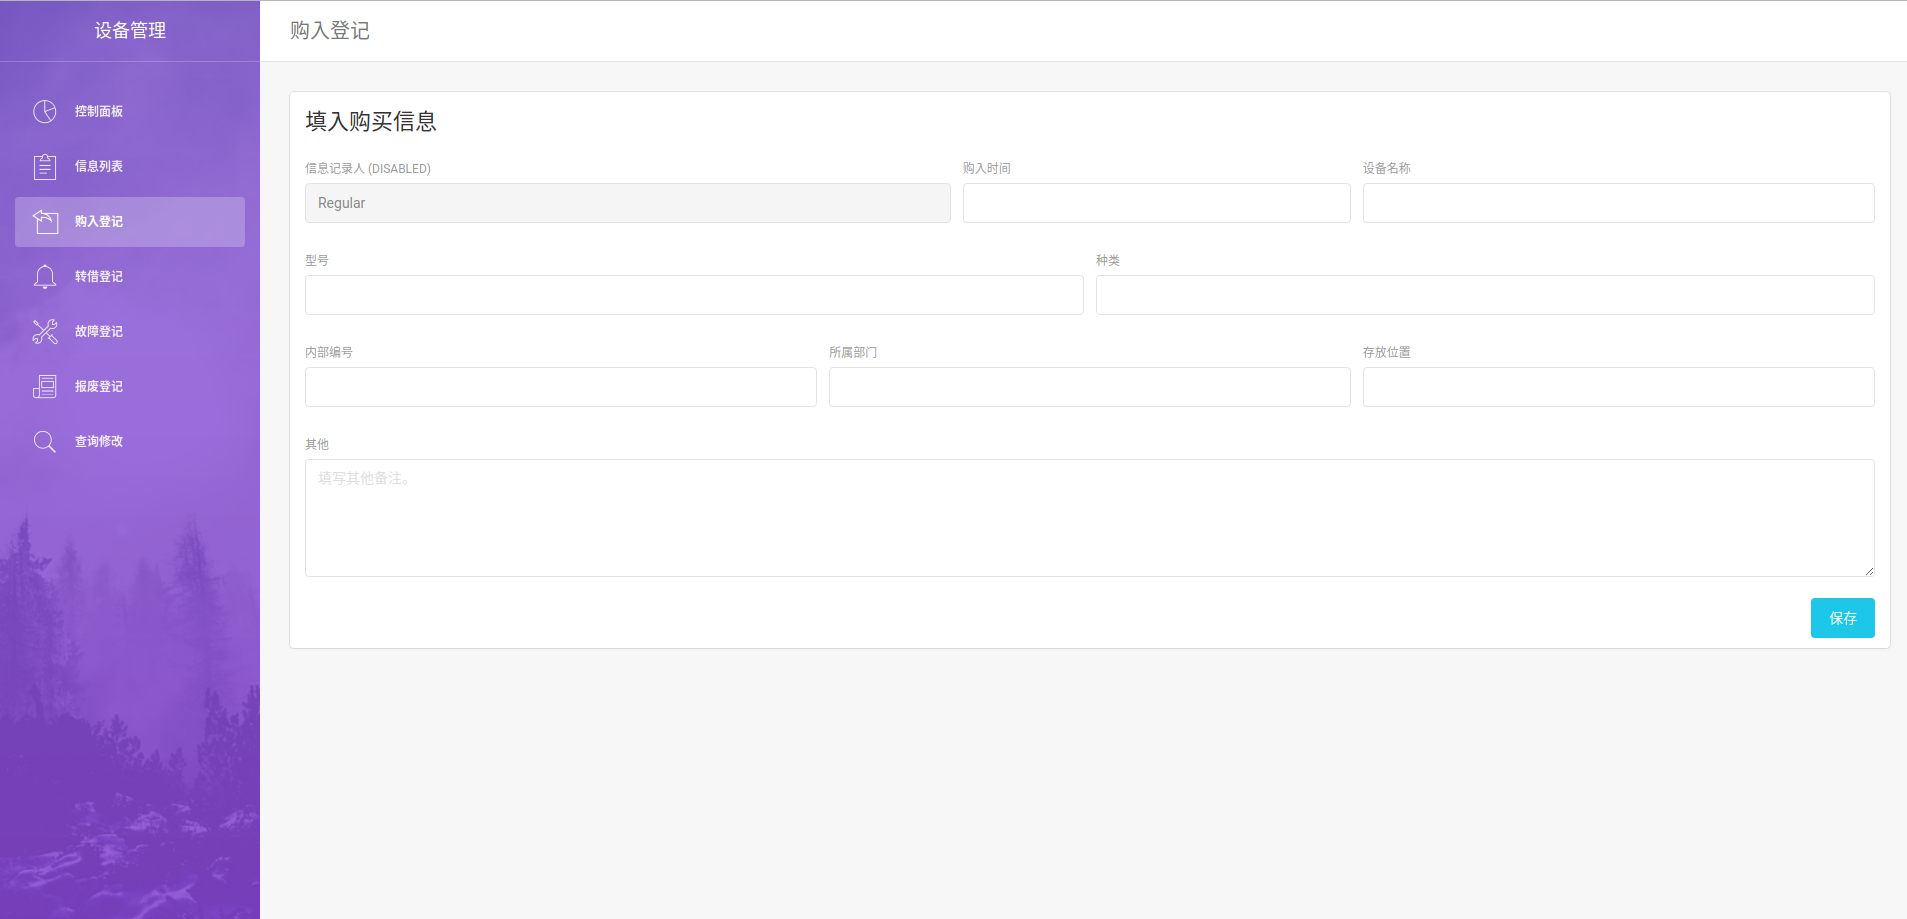 设备管理
控制面板
信息列表
购入登记
转借登记
故障登记
报废登记
查询修改
购入登记
填入购买信息
信息记录人 (DISABLED) 购入时间 设备名称
Regular
型号 种类
内部编号 所属部门 存放位置
其他
填写其他备注。
保存